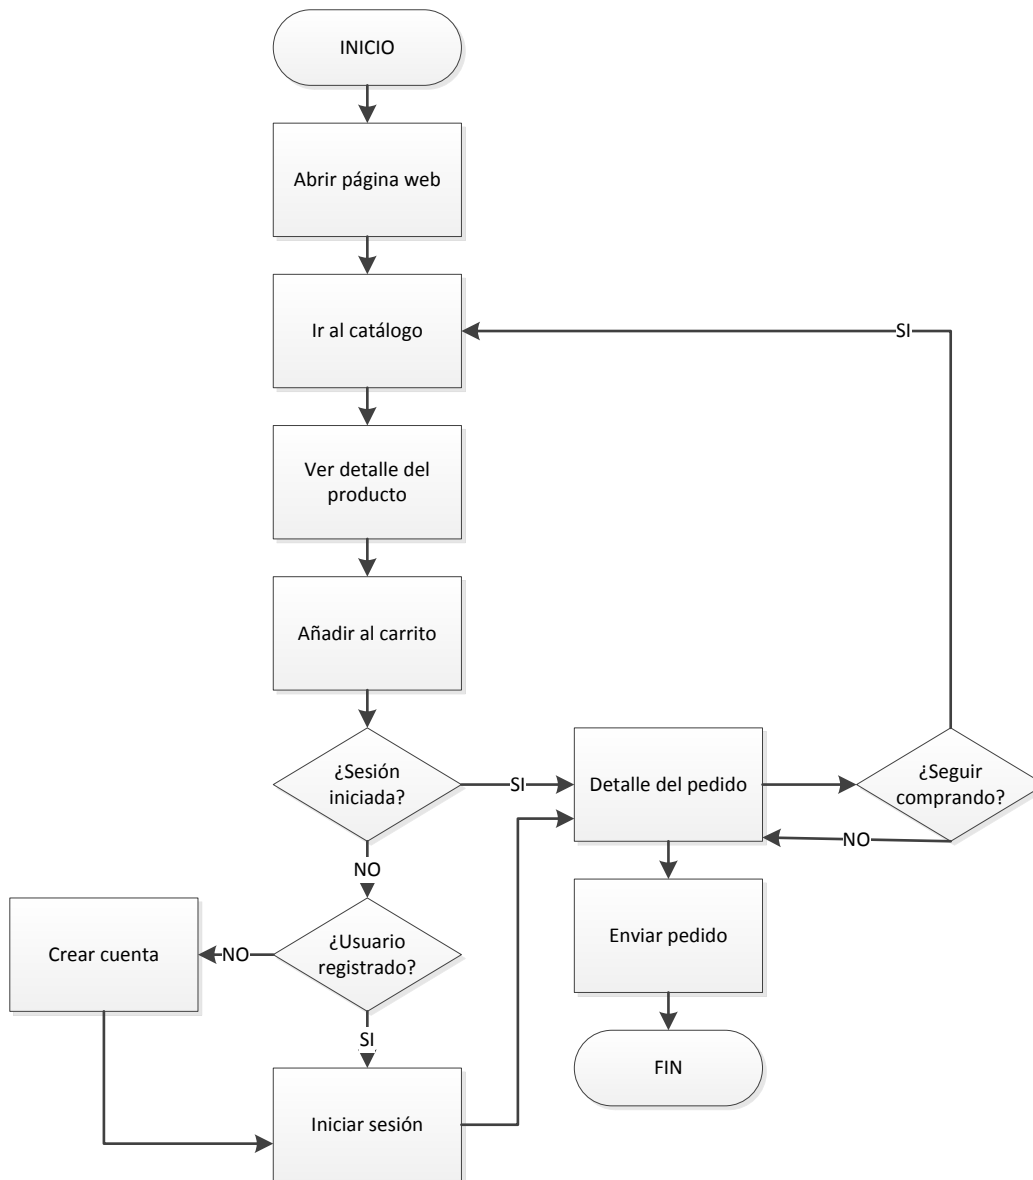 INICIO
Abrir página web
Ir al catálogo
SI
Ver detalle del
producto
Añadir al carrito
¿Sesión
iniciada?
SI
Detalle del pedido
¿Seguir
comprando?
NO
NO
Crear cuenta
NO
¿Usuario
registrado?
Enviar pedido
SI
FIN
Iniciar sesión